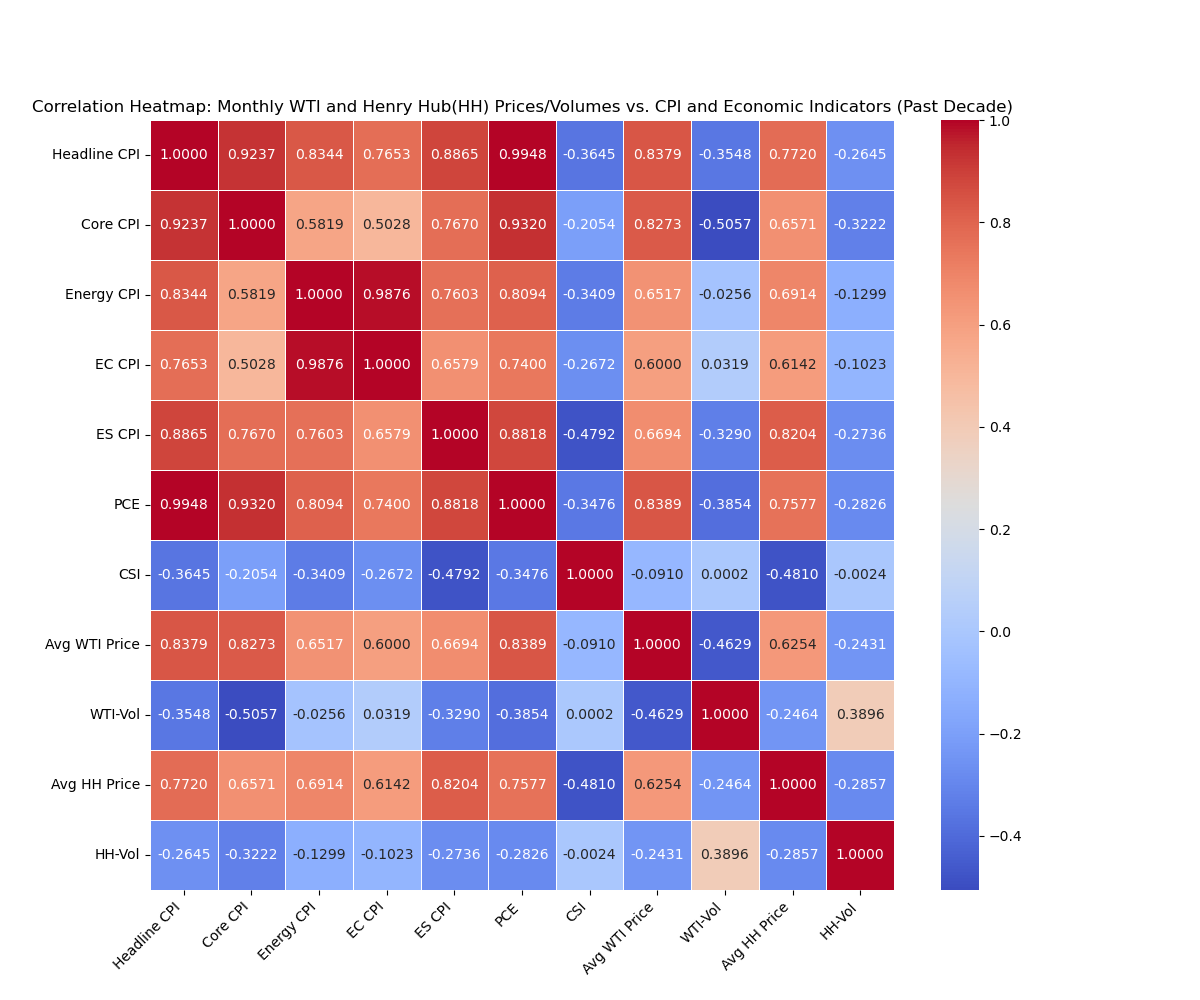 Correlation Heatmap: Monthly WTI and Henry Hub(HH) Prices/Volumes vs. CPI and Economic Indicators (Past Decade)
Headline CPI 1.0000 0.9237 0.8344 0.7653 0.8865 0.9948 -0.3645 0.8379 -0.3548 0.7720 -0.2645
Core CPI 0.9237 1.0000 0.5819 0.5028 0.7670 0.9320 -0.2054 0.8273 -0.5057 0.6571 -0.3222
Energy CPI 0.8344 0.5819 1.0000 0.9876 0.7603 0.8094 -0.3409 0.6517 -0.0256 0.6914 -0.1299
EC CPI 0.7653 0.5028 0.9876 1.0000 0.6579 0.7400 -0.2672 0.6000 0.0319 0.6142 -0.1023
ES CPI 0.8865 0.7670 0.7603 0.6579 1.0000 0.8818 -0.4792 0.6694 -0.3290 0.8204 -0.2736
PCE 0.9948 0.9320 0.8094 0.7400 0.8818 1.0000 -0.3476 0.8389 -0.3854 0.7577 -0.2826
CSI -0.3645 -0.2054 -0.3409 -0.2672 -0.4792 -0.3476 1.0000 -0.0910 0.0002 -0.4810 -0.0024
Avg WTI Price 0.8379 0.8273 0.6517 0.6000 0.6694 0.8389 -0.0910 1.0000 -0.4629 0.6254 -0.2431
WTI-Vol -0.3548 -0.5057 -0.0256 0.0319 -0.3290 -0.3854 0.0002 -0.4629 1.0000 -0.2464 0.3896
Avg HH Price 0.7720 0.6571 0.6914 0.6142 0.8204 0.7577 -0.4810 0.6254 -0.2464 1.0000 -0.2857
HH-Vol -0.2645 -0.3222 -0.1299 -0.1023 -0.2736 -0.2826 -0.0024 -0.2431 0.3896 -0.2857 1.0000
Headline CPI Core CPI Energy CPI EC CPI ES CPI PCE CSI Avg WTI Price WTI-Vol Avg HH Price HH-Vol
1.0
0.8
0.6
0.4
0.2
0.0
−0.2
−0.4